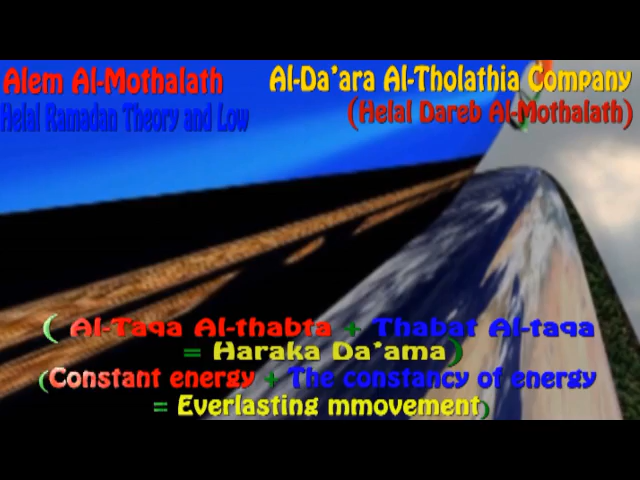 Alem Al-Mothalath
Al-Da'ara Al-Tholathia Company
Helal Ramadan Theory and Low
(Helal Dareb Al-Mothalath)
( Al-Taqa Al-thabta + Thabat Al-taqa
= Haraka Da'ama)
(Constant energy + The constancy of energy
= Everlasting mmovement)